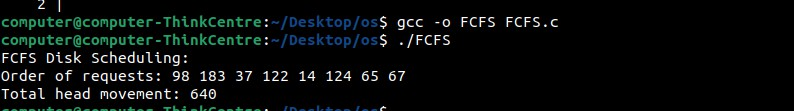 2 |
computer@computer-ThinkCentre:~/Desktop/os$ gcc -o FCFS FCFS.c
computer@computer-ThinkCentre:~/Desktop/os$ ./FCFS
FCFS Disk Scheduling:
Order of requests: 98 183 37 122 14 124 65 67
Total head movement: 640
computer@computer-ThinkCentre:~/Desktop/os$